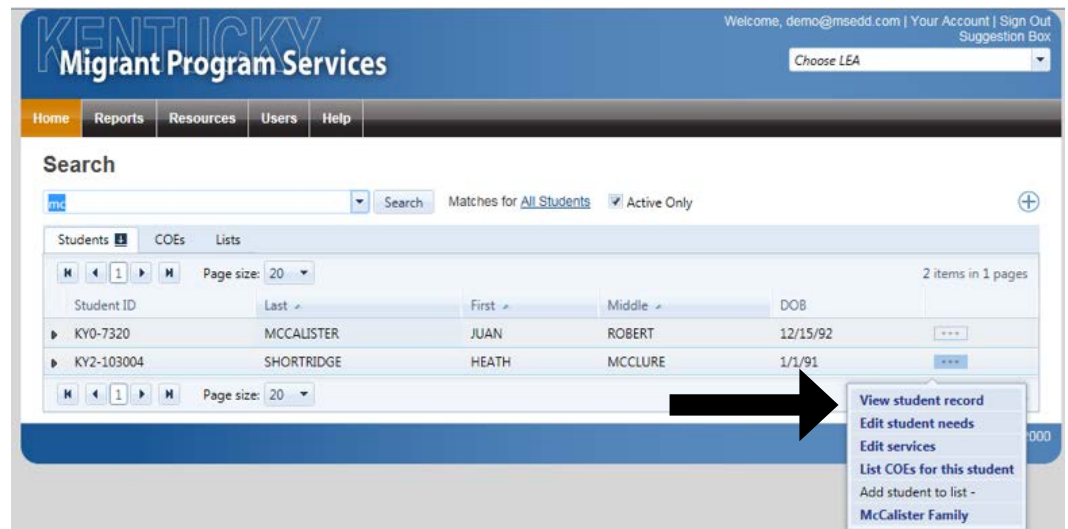 KENTUCKY
Migrant Program Services
Welcome, demo@msedd.com | Your Account | Sign Out
Suggestion Box
Choose LEA
Home Reports Resources Users Help
Search
mc Search Matches for All Students Active Only
Students COEs Lists
1 Page size: 20 2 items in 1 pages
Student ID Last First Middle DOB
KY0-7320 MCCALISTER JUAN ROBERT 12/15/92
KY2-103004 SHORTRIDGE HEATH MCCLURE 1/1/91
1 Page size: 20
View student record
Edit student needs
Edit services
2000
List COEs for this student
Add student to list -
McCalister Family